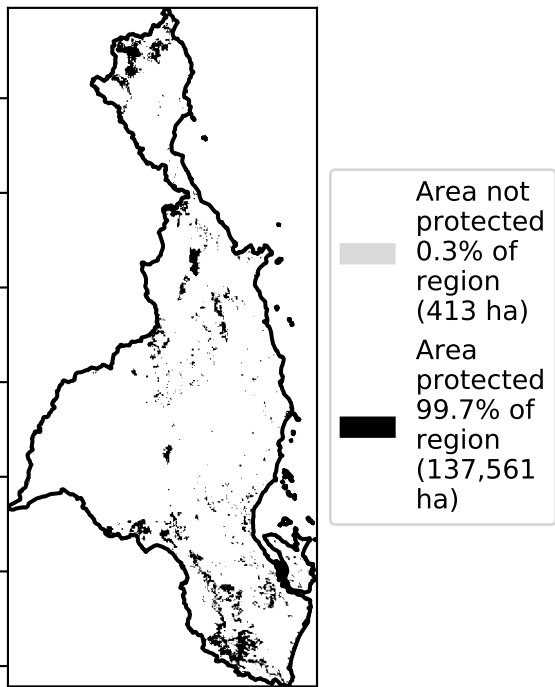 Area not
protected
0.3% of
region
(413 ha)
Area
protected
99.7% of
region
(137,561
ha)